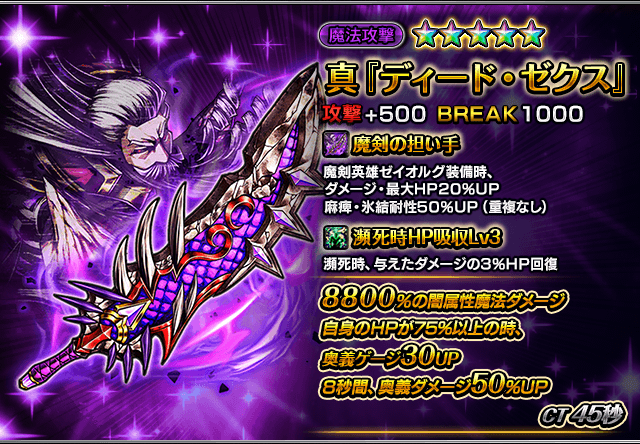 魔法攻撃
真『ディード・ゼクス』
攻撃+500 BREAK1000
魔剣の担い手
魔剣英雄ゼイオルグ装備時、
ダメージ・最大HP20%UP
麻痺・氷結耐性50%UP（重複なし）
瀕死時HP吸収Lv3
瀕死時、与えたダメージの3%HP回復
8800%の闇属性魔法ダメージ
自身のHPが75%以上の時、
奥義ゲージ30UP
8秒間、奥義ダメージ50%UP
CT 45秒